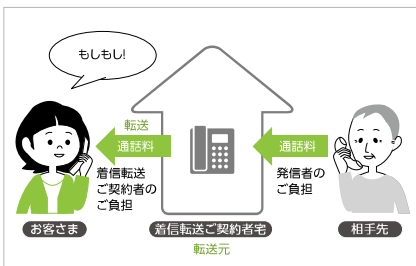 もしもし!
転送
通話料
着信転送
ご契約者の
ご負担
通話料
発信者の
ご負担
お客さま
着信転送ご契約者宅
相手先
転送元